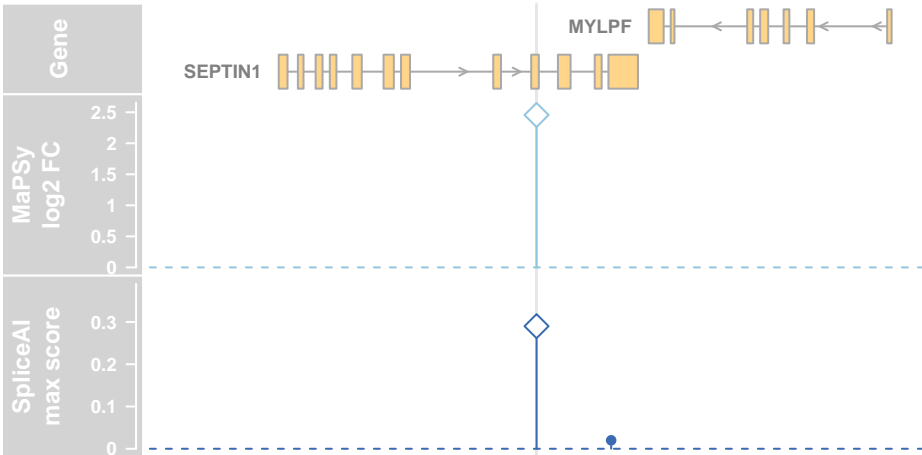 Gene
MYLPF
SEPTIN1
MaPSy
log2 FC
2.5
2
1.5
1
0.5
0
SpliceAI
max score
0.3
0.2
0.1
0